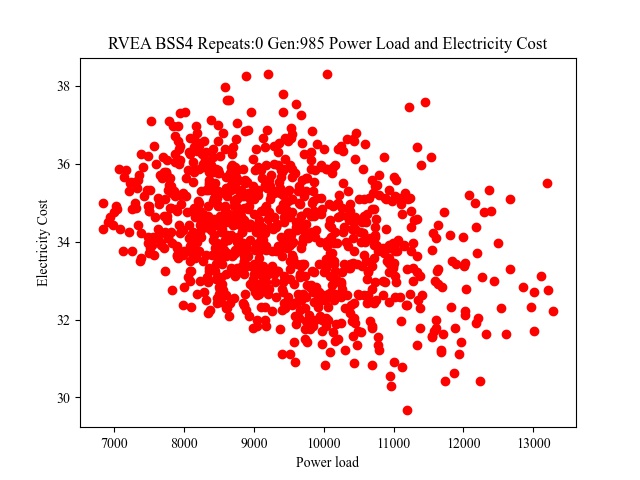 RVEA BSS4 Repeats:0 Gen:985 Power Load and Electricity Cost
38
36
34
32
30
Electricity Cost
7000 8000 9000 10000 11000 12000 13000
Power load